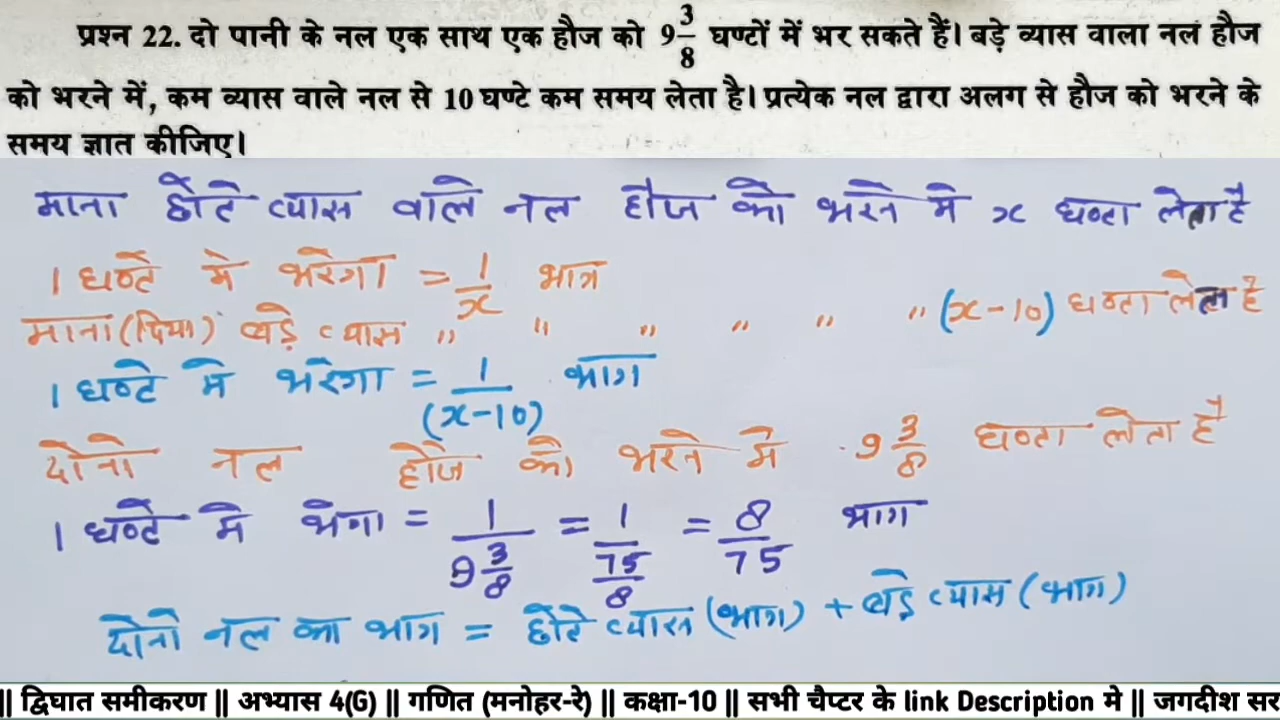 प्रश्न 22. दो पानी के नल एक साथ एक हौज को 9 3/8 घण्टों में भर सकते हैं। बड़े व्यास वाला नल हौज
को भरने में, कम व्यास वाले नल से 10 घण्टे कम समय लेता है। प्रत्येक नल द्वारा अलग से हौज को भरने के
समय ज्ञात कीजिए।
माना छोटे व्यास वाले नल हौज को भरने मे x घण्टा लेता है
1 घण्टे मे भरेगा = 1/x भाग
माना (दिया) बड़े व्यास " " " " " " (x-10) घण्टा लेता है
1 घण्टे मे भरेगा = 1/(x-10) भाग
दोनो नल हौज को भरने मे 9 3/8 घण्टा लेता है
1 घण्टे मे भेगा = 1/(9 3/8) = 1/(75/8) = 8/75 भाग
दोनो नल का भाग = छोटे व्यास (भाग) + बड़े व्यास (भाग)
|| द्विघात समीकरण || अभ्यास 4(G) || गणित (मनोहर-रे) || कक्षा-10 || सभी चैप्टर के link Description मे || जगदीश सर